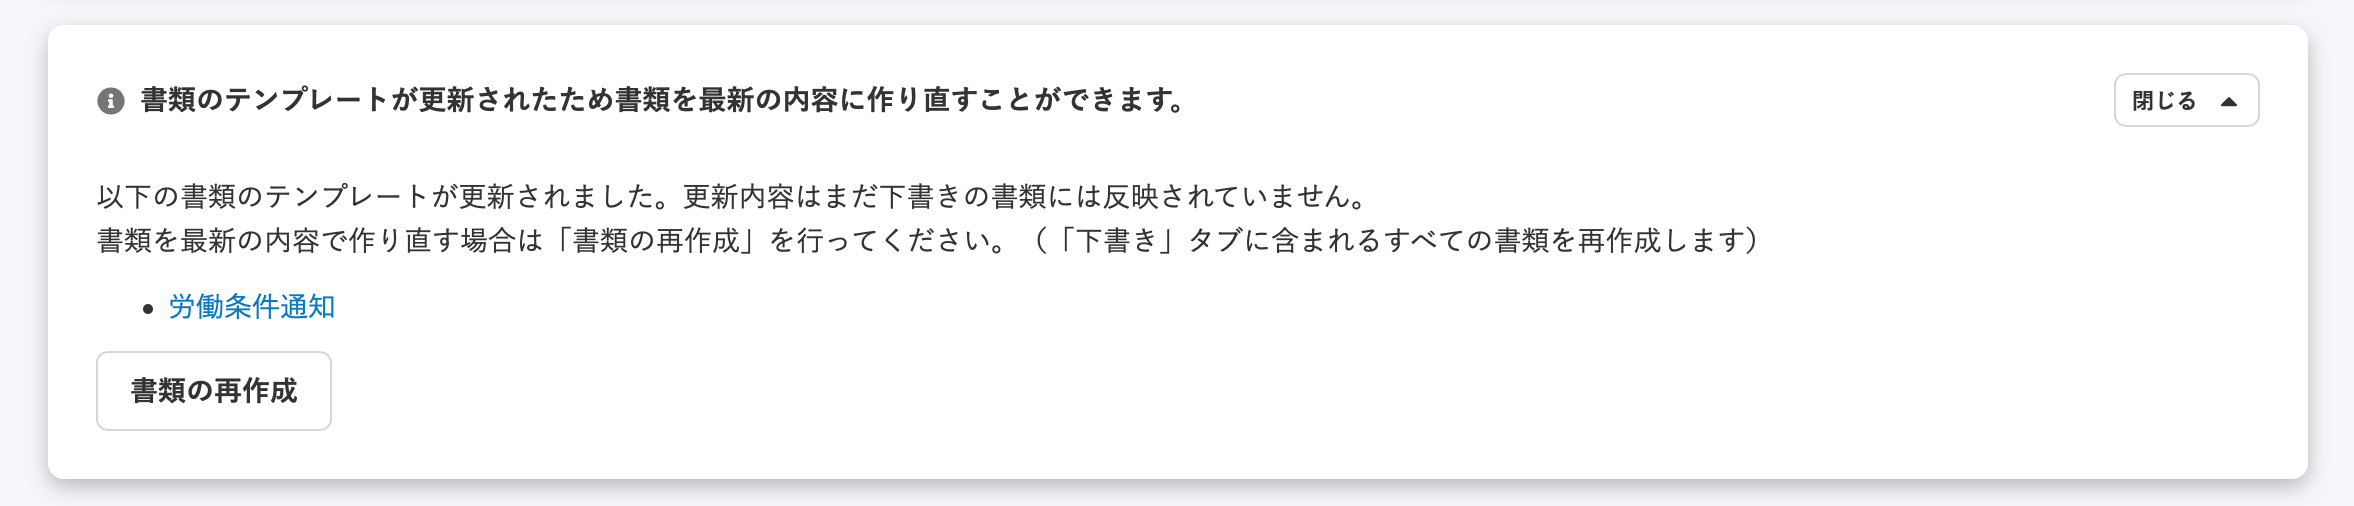 書類のテンプレートが更新されたため書類を最新の内容に作り直すことができます。
閉じる
以下の書類のテンプレートが更新されました。更新内容はまだ下書きの書類には反映されていません。
書類を最新の内容で作り直す場合は「書類の再作成」を行ってください。（「下書き」タブに含まれるすべての書類を再作成します）
労働条件通知
書類の再作成